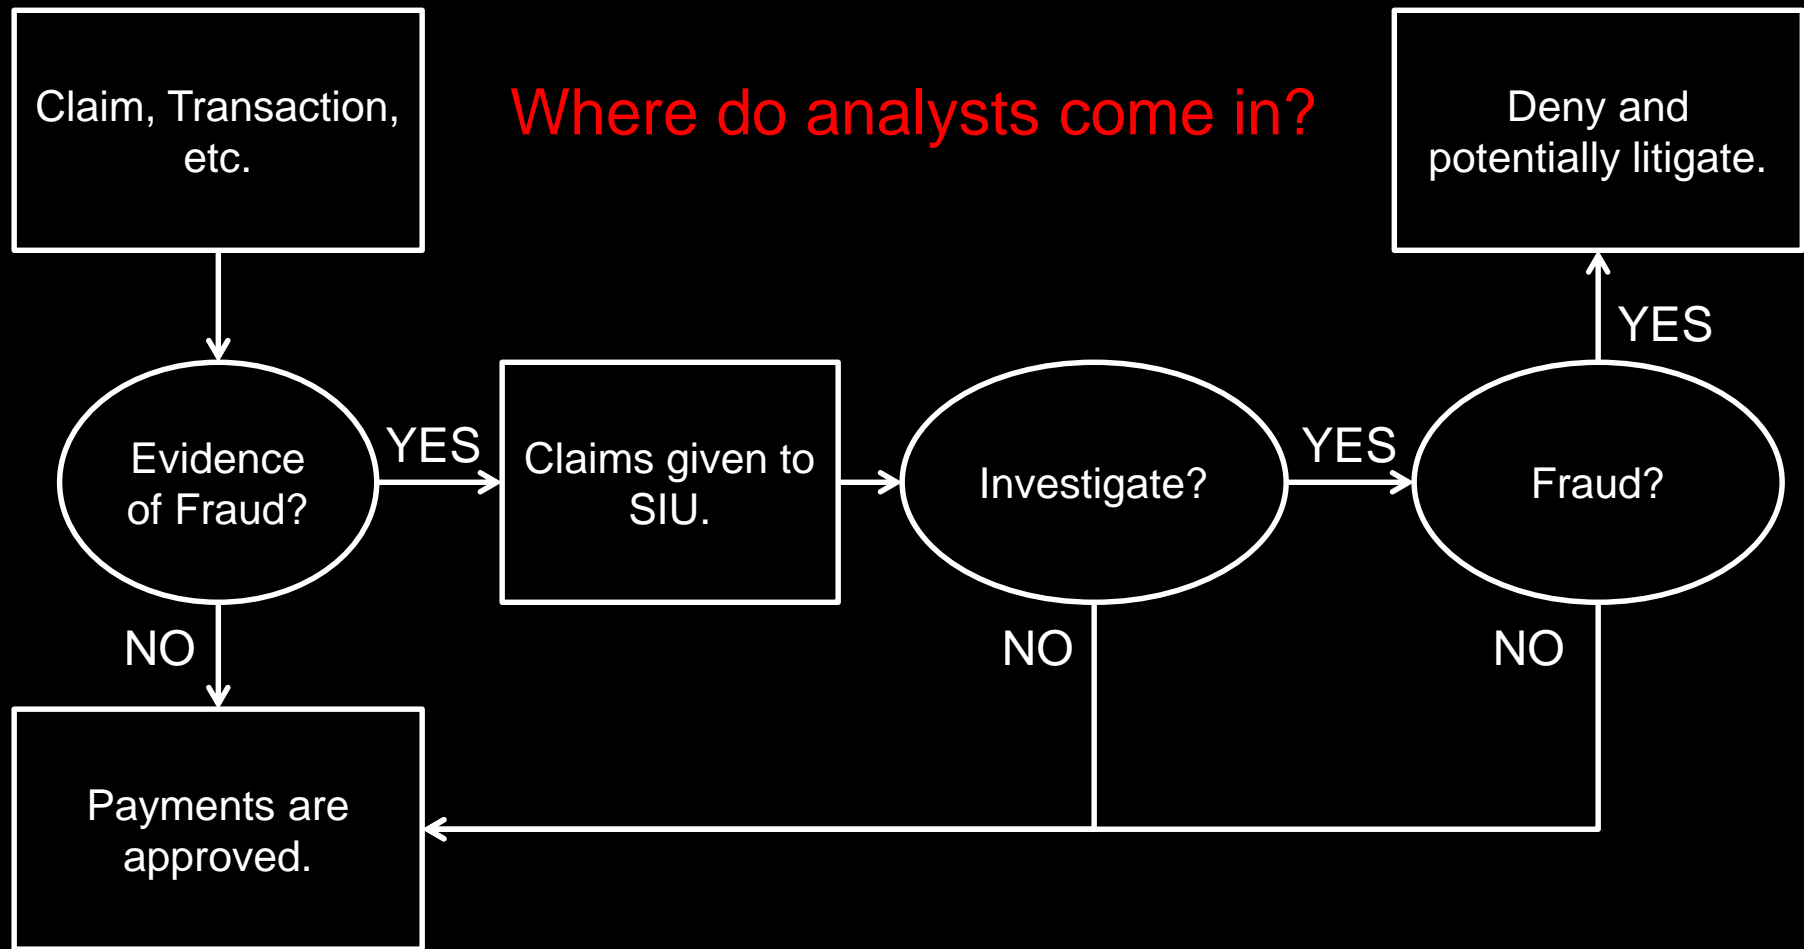 Claim, Transaction,
etc.
Where do analysts come in?
Deny and
potentially litigate.
YES
Evidence
of Fraud?
YES
Claims given to
SIU.
Investigate?
YES
Fraud?
NO
NO
NO
Payments are
approved.